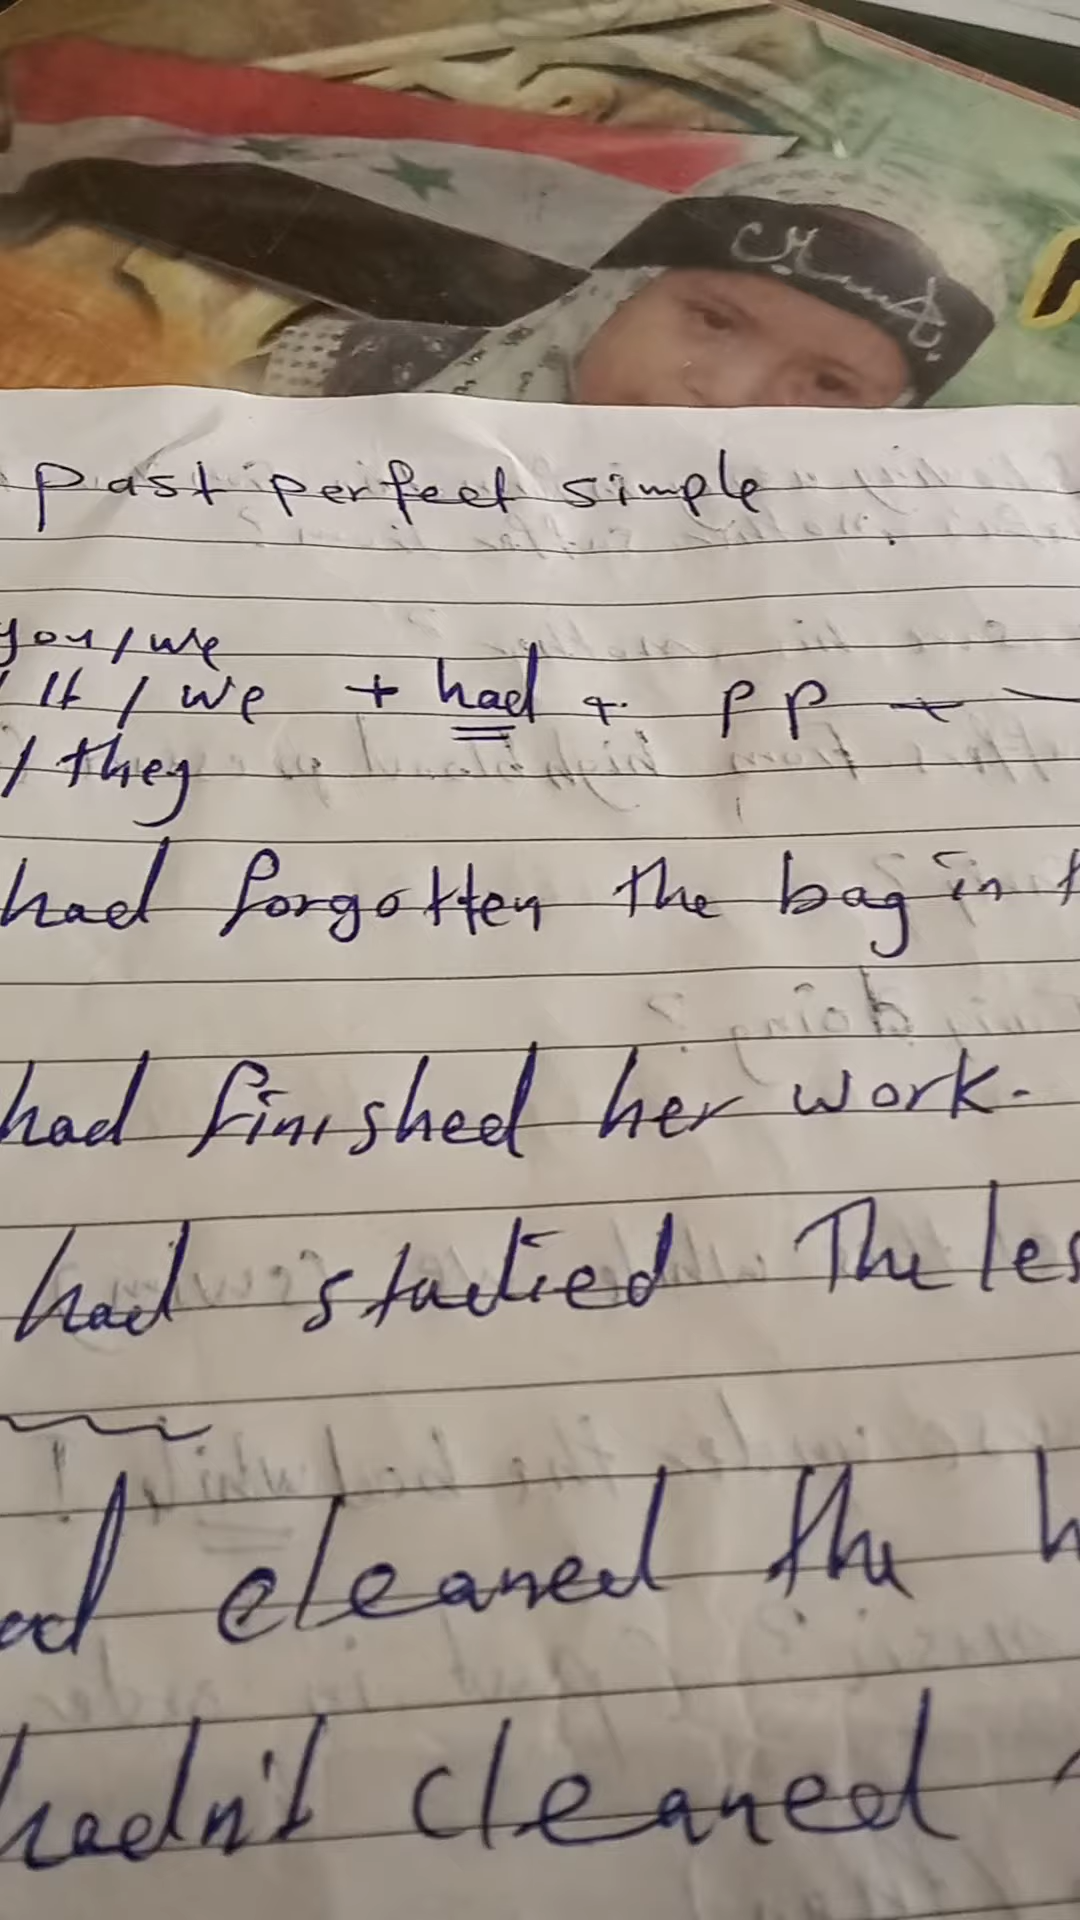 past perfect simple
you/we
/ It / we + had + PP +
/ they
had forgotten the bag in
had finished her work.
had studied The les
cleaned the h
hadn't cleaned